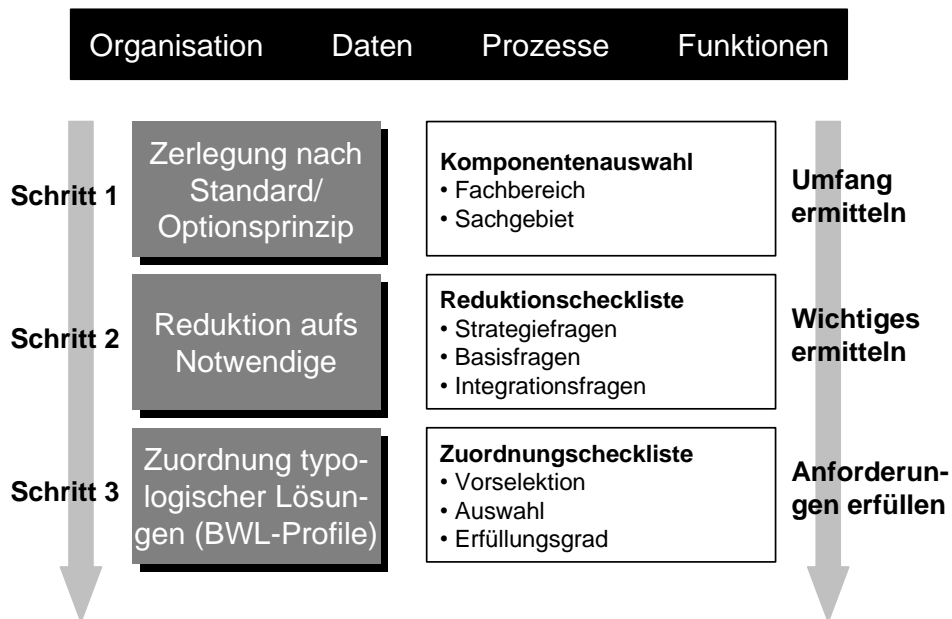 Organisation Daten Prozesse Funktionen
Schritt 1
Zerlegung nach
Standard/
Optionsprinzip
Komponentenauswahl
• Fachbereich
• Sachgebiet
Umfang
ermitteln
Schritt 2
Reduktion aufs
Notwendige
Reduktionscheckliste
• Strategiefragen
• Basisfragen
• Integrationsfragen
Wichtiges
ermitteln
Schritt 3
Zuordnung typo-
logischer Lösun-
gen (BWL-Profile)
Zuordnungscheckliste
• Vorselektion
• Auswahl
• Erfüllungsgrad
Anforderun-
gen erfüllen